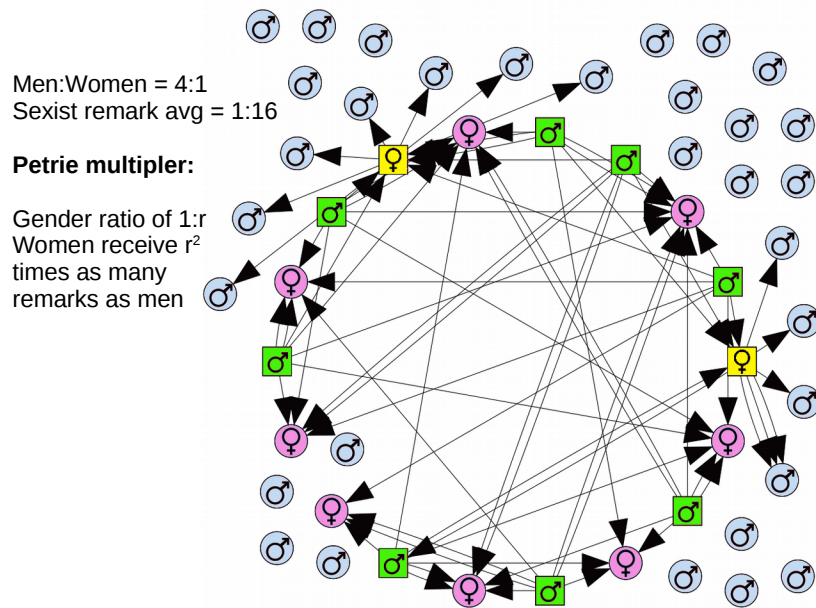 Men:Women = 4:1
Sexist remark avg = 1:16
Petrie multipler:
Gender ratio of 1:r
Women receive r²
times as many
remarks as men